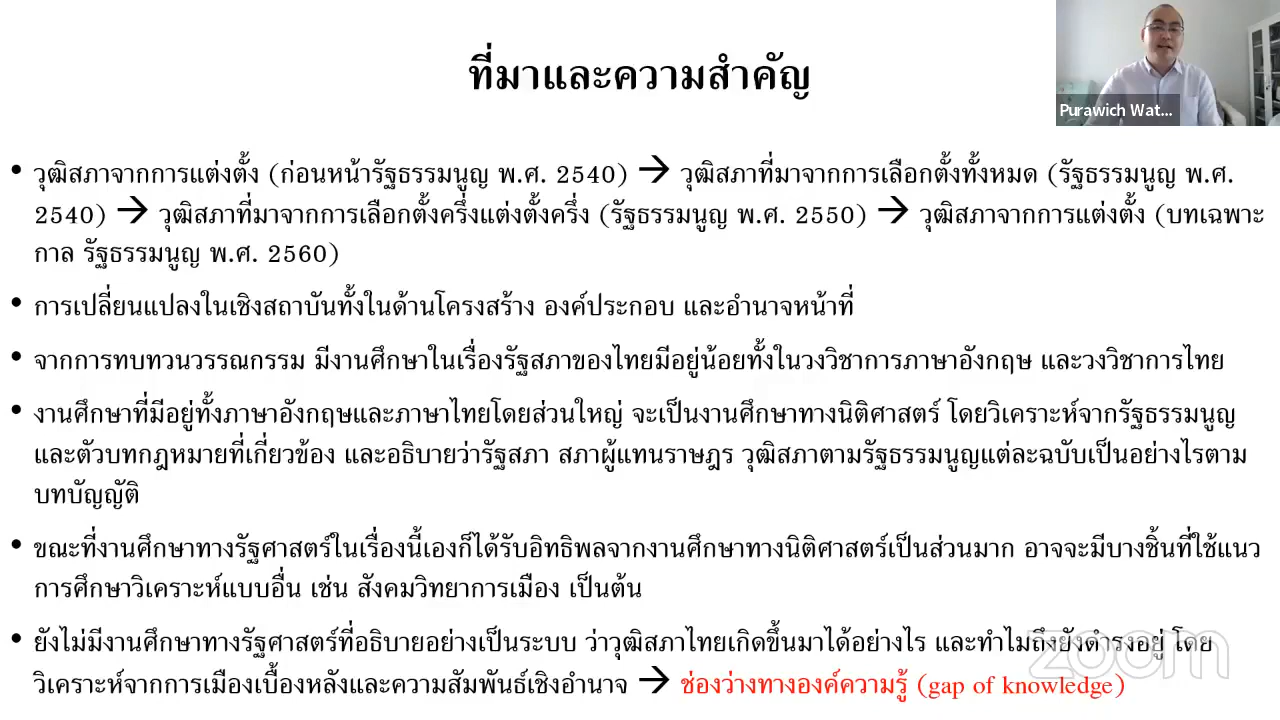 ที่มาและความสำคัญ
Purawich Wat...
• วุฒิสภาจากการแต่งตั้ง (ก่อนหน้ารัฐธรรมนูญ พ.ศ. 2540) → วุฒิสภาที่มาจากการเลือกตั้งทั้งหมด (รัฐธรรมนูญ พ.ศ.
2540) → วุฒิสภาที่มาจากการเลือกตั้งครึ่งแต่งตั้งครึ่ง (รัฐธรรมนูญ พ.ศ. 2550) → วุฒิสภาจากการแต่งตั้ง (บทเฉพาะ
กาล รัฐธรรมนูญ พ.ศ. 2560)
• การเปลี่ยนแปลงในเชิงสถาบันทั้งในด้านโครงสร้าง องค์ประกอบ และอำนาจหน้าที่
• จากการทบทวนวรรณกรรม มีงานศึกษาในเรื่องรัฐสภาของไทยมีอยู่น้อยทั้งในวงวิชาการภาษาอังกฤษ และวงวิชาการไทย
• งานศึกษาที่มีอยู่ทั้งภาษาอังกฤษและภาษาไทยโดยส่วนใหญ่ จะเป็นงานศึกษาทางนิติศาสตร์ โดยวิเคราะห์จากรัฐธรรมนูญ
และตัวบทกฎหมายที่เกี่ยวข้อง และอธิบายว่ารัฐสภา สภาผู้แทนราษฎร วุฒิสภาตามรัฐธรรมนูญแต่ละฉบับเป็นอย่างไรตาม
บทบัญญัติ
• ขณะที่งานศึกษาทางรัฐศาสตร์ในเรื่องนี้เองก็ได้รับอิทธิพลจากงานศึกษาทางนิติศาสตร์เป็นส่วนมาก อาจจะมีบางชิ้นที่ใช้แนว
การศึกษาวิเคราะห์แบบอื่น เช่น สังคมวิทยาการเมือง เป็นต้น
• ยังไม่มีงานศึกษาทางรัฐศาสตร์ที่อธิบายอย่างเป็นระบบ ว่าวุฒิสภาไทยเกิดขึ้นมาได้อย่างไร และทำไมถึงยังดำรงอยู่ โดย
วิเคราะห์จากการเมืองเบื้องหลังและความสัมพันธ์เชิงอำนาจ → ช่องว่างทางองค์ความรู้ (gap of knowledge)
zoom